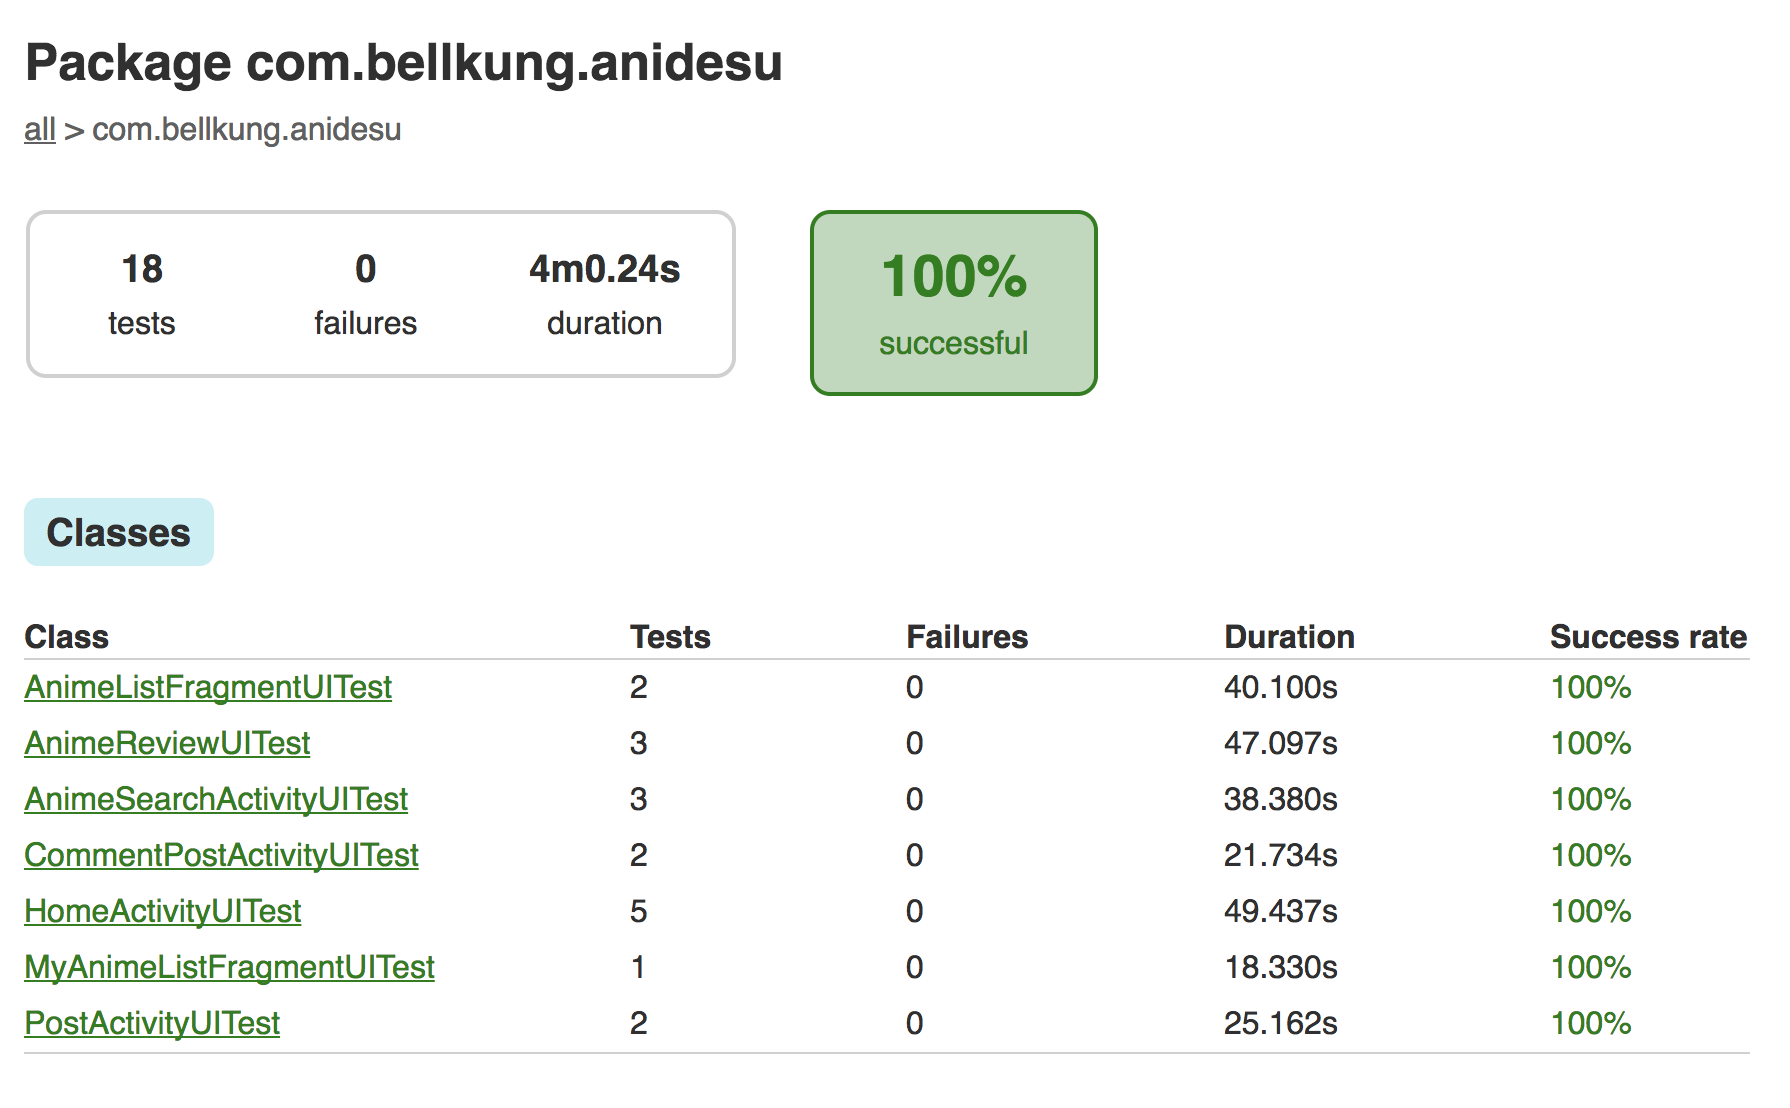 Package com.bellkung.anidesu
all > com.bellkung.anidesu
18 0 4m0.24s
tests failures duration
100%
successful
Classes
Class Tests Failures Duration Success rate
AnimeListFragmentUITest 2 0 40.100s 100%
AnimeReviewUITest 3 0 47.097s 100%
AnimeSearchActivityUITest 3 0 38.380s 100%
CommentPostActivityUITest 2 0 21.734s 100%
HomeActivityUITest 5 0 49.437s 100%
MyAnimeListFragmentUITest 1 0 18.330s 100%
PostActivityUITest 2 0 25.162s 100%